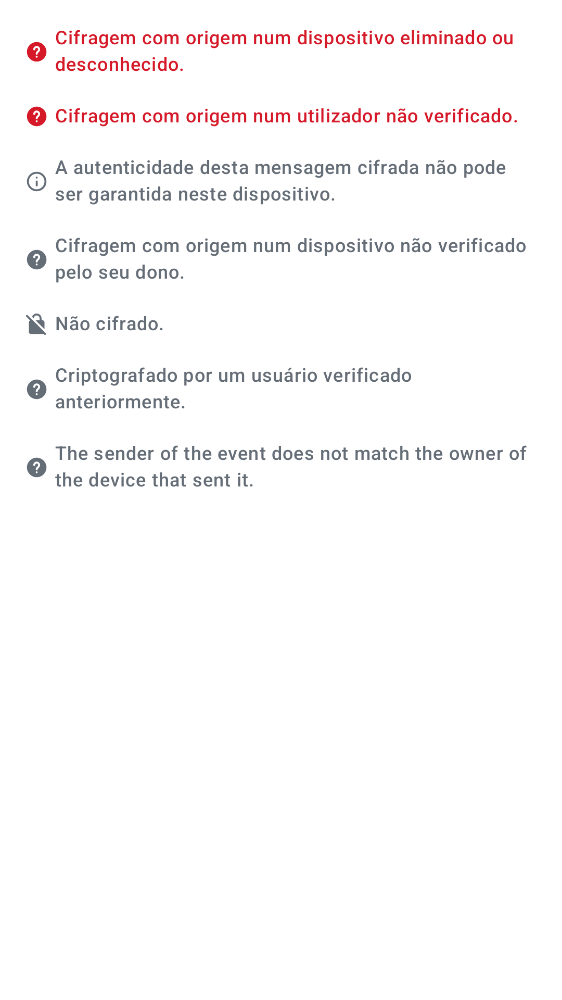 Cifragem com origem num dispositivo eliminado ou
desconhecido.
Cifragem com origem num utilizador não verificado.
A autenticidade desta mensagem cifrada não pode
ser garantida neste dispositivo.
Cifragem com origem num dispositivo não verificado
pelo seu dono.
Não cifrado.
Criptografado por um usuário verificado
anteriormente.
The sender of the event does not match the owner of
the device that sent it.